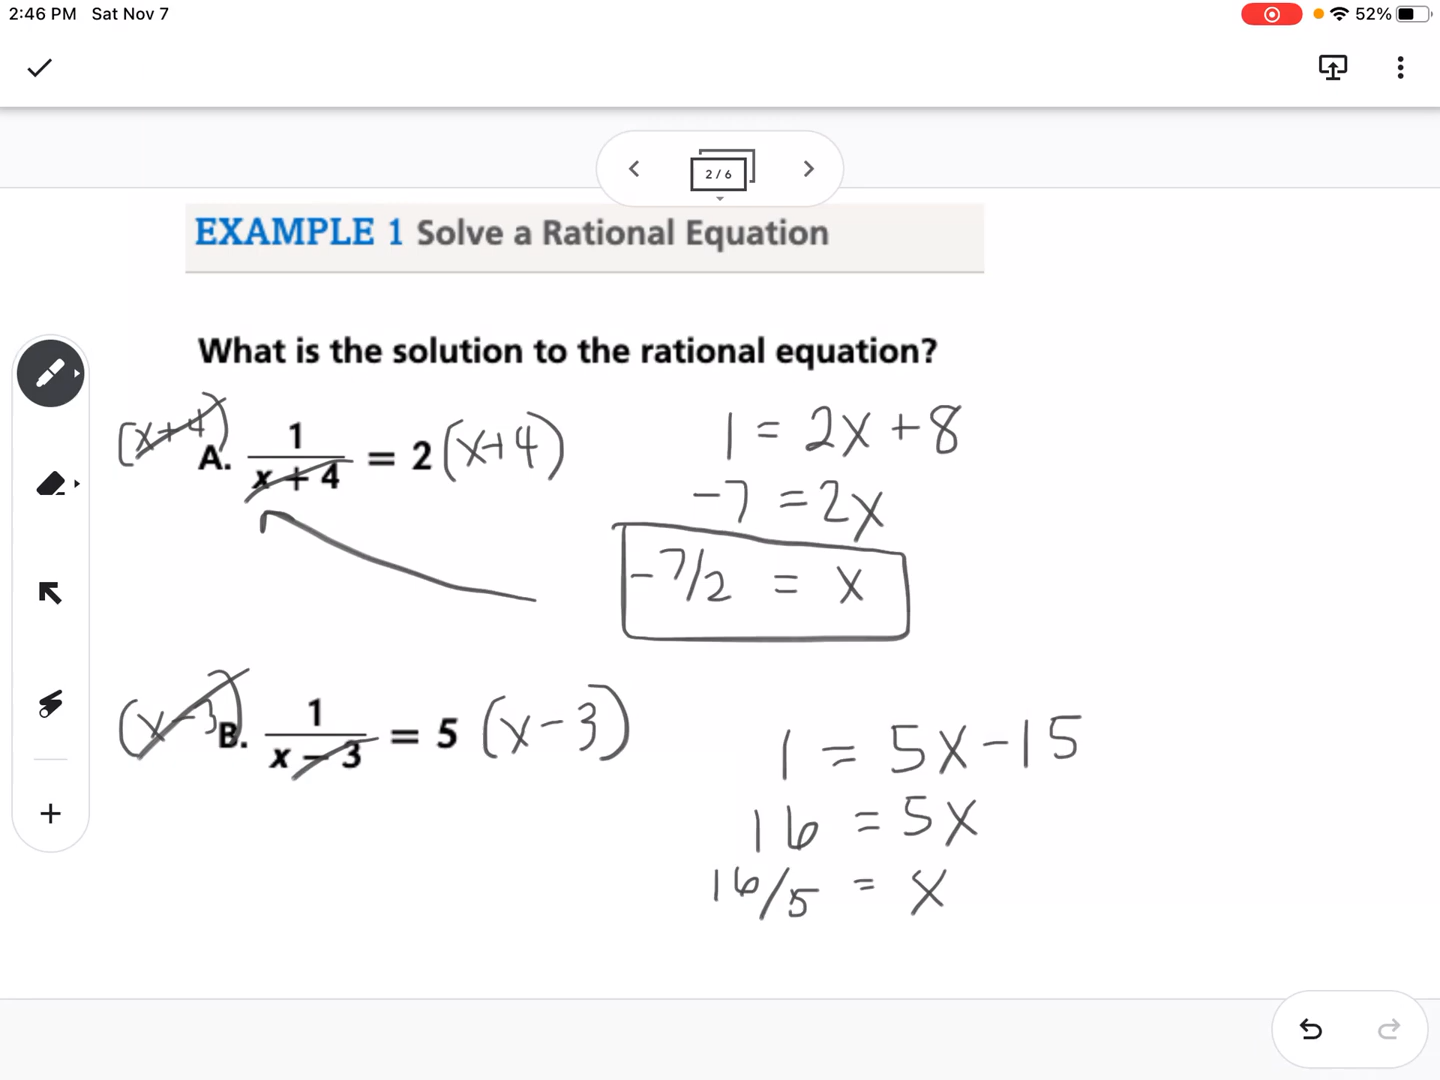 2:46 PM Sat Nov 7
52%
2 / 6
EXAMPLE 1 Solve a Rational Equation
What is the solution to the rational equation?
(x+4) A. 1/(x + 4) = 2 (x+4)
1 = 2x + 8
-7 = 2x
-7/2 = x
(x-3) B. 1/(x - 3) = 5 (x-3)
1 = 5x - 15
16 = 5x
16/5 = x